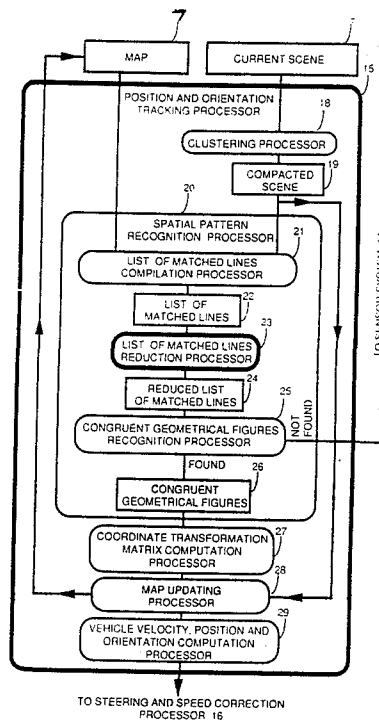 MAP
CURRENT SCENE
15
POSITION AND ORIENTATION
TRACKING PROCESSOR
18
CLUSTERING PROCESSOR
19
COMPACTED
SCENE
20
SPATIAL PATTERN
RECOGNITION PROCESSOR
21
LIST OF MATCHED LINES
COMPILATION PROCESSOR
22
LIST OF
MATCHED LINES
23
LIST OF MATCHED LINES
REDUCTION PROCESSOR
24
REDUCED LIST
OF MATCHED LINES
25
CONGRUENT GEOMETRICAL FIGURES
RECOGNITION PROCESSOR
NOT
FOUND
FOUND
26
CONGRUENT
GEOMETRICAL FIGURES
27
COORDINATE TRANSFORMATION
MATRIX COMPUTATION
PROCESSOR
28
MAP UPDATING
PROCESSOR
29
VEHICLE VELOCITY, POSITION AND
ORIENTATION COMPUTATION
PROCESSOR
TO STEERING AND SPEED CORRECTION
PROCESSOR 16